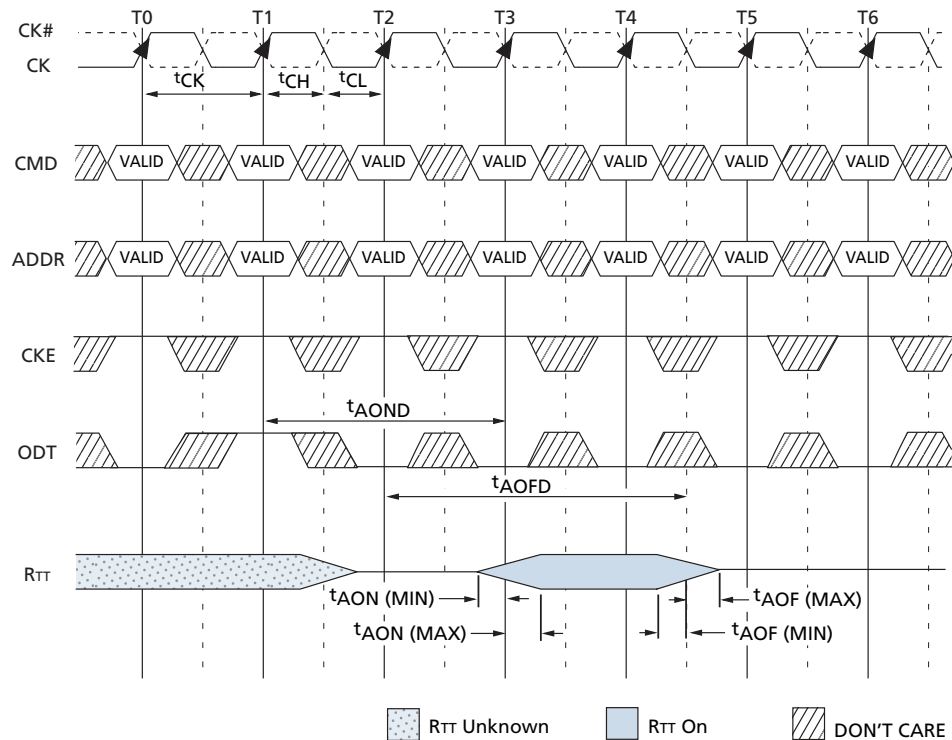 T0 T1 T2 T3 T4 T5 T6
CK#
CK
tCK tCH tCL
CMD VALID VALID VALID VALID VALID VALID VALID
ADDR VALID VALID VALID VALID VALID VALID VALID
CKE
tAOND
ODT
tAOFD
RTT
tAON (MIN) tAOF (MAX)
tAON (MAX) tAOF (MIN)
RTT Unknown RTT On DON'T CARE